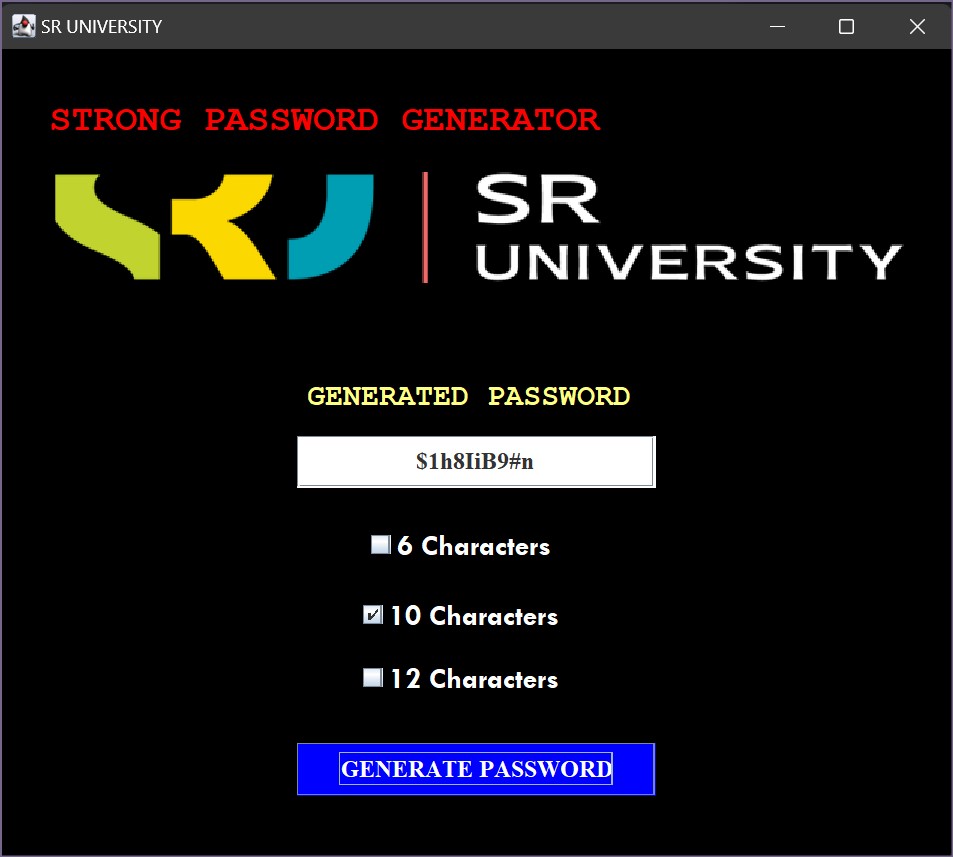 SR UNIVERSITY
STRONG PASSWORD GENERATOR
SR
UNIVERSITY
GENERATED PASSWORD
$1h8IiB9#n
6 Characters
10 Characters
12 Characters
GENERATE PASSWORD